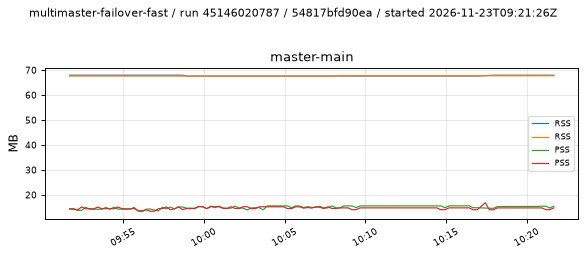 multimaster-failover-fast / run 45146020787 / 54817bfd90ea / started 2026-11-23T09:21:26Z
master-main
MB
70
60
50
40
30
20
RSS
RSS
PSS
PSS
09:55
10:00
10:05
10:10
10:15
10:20